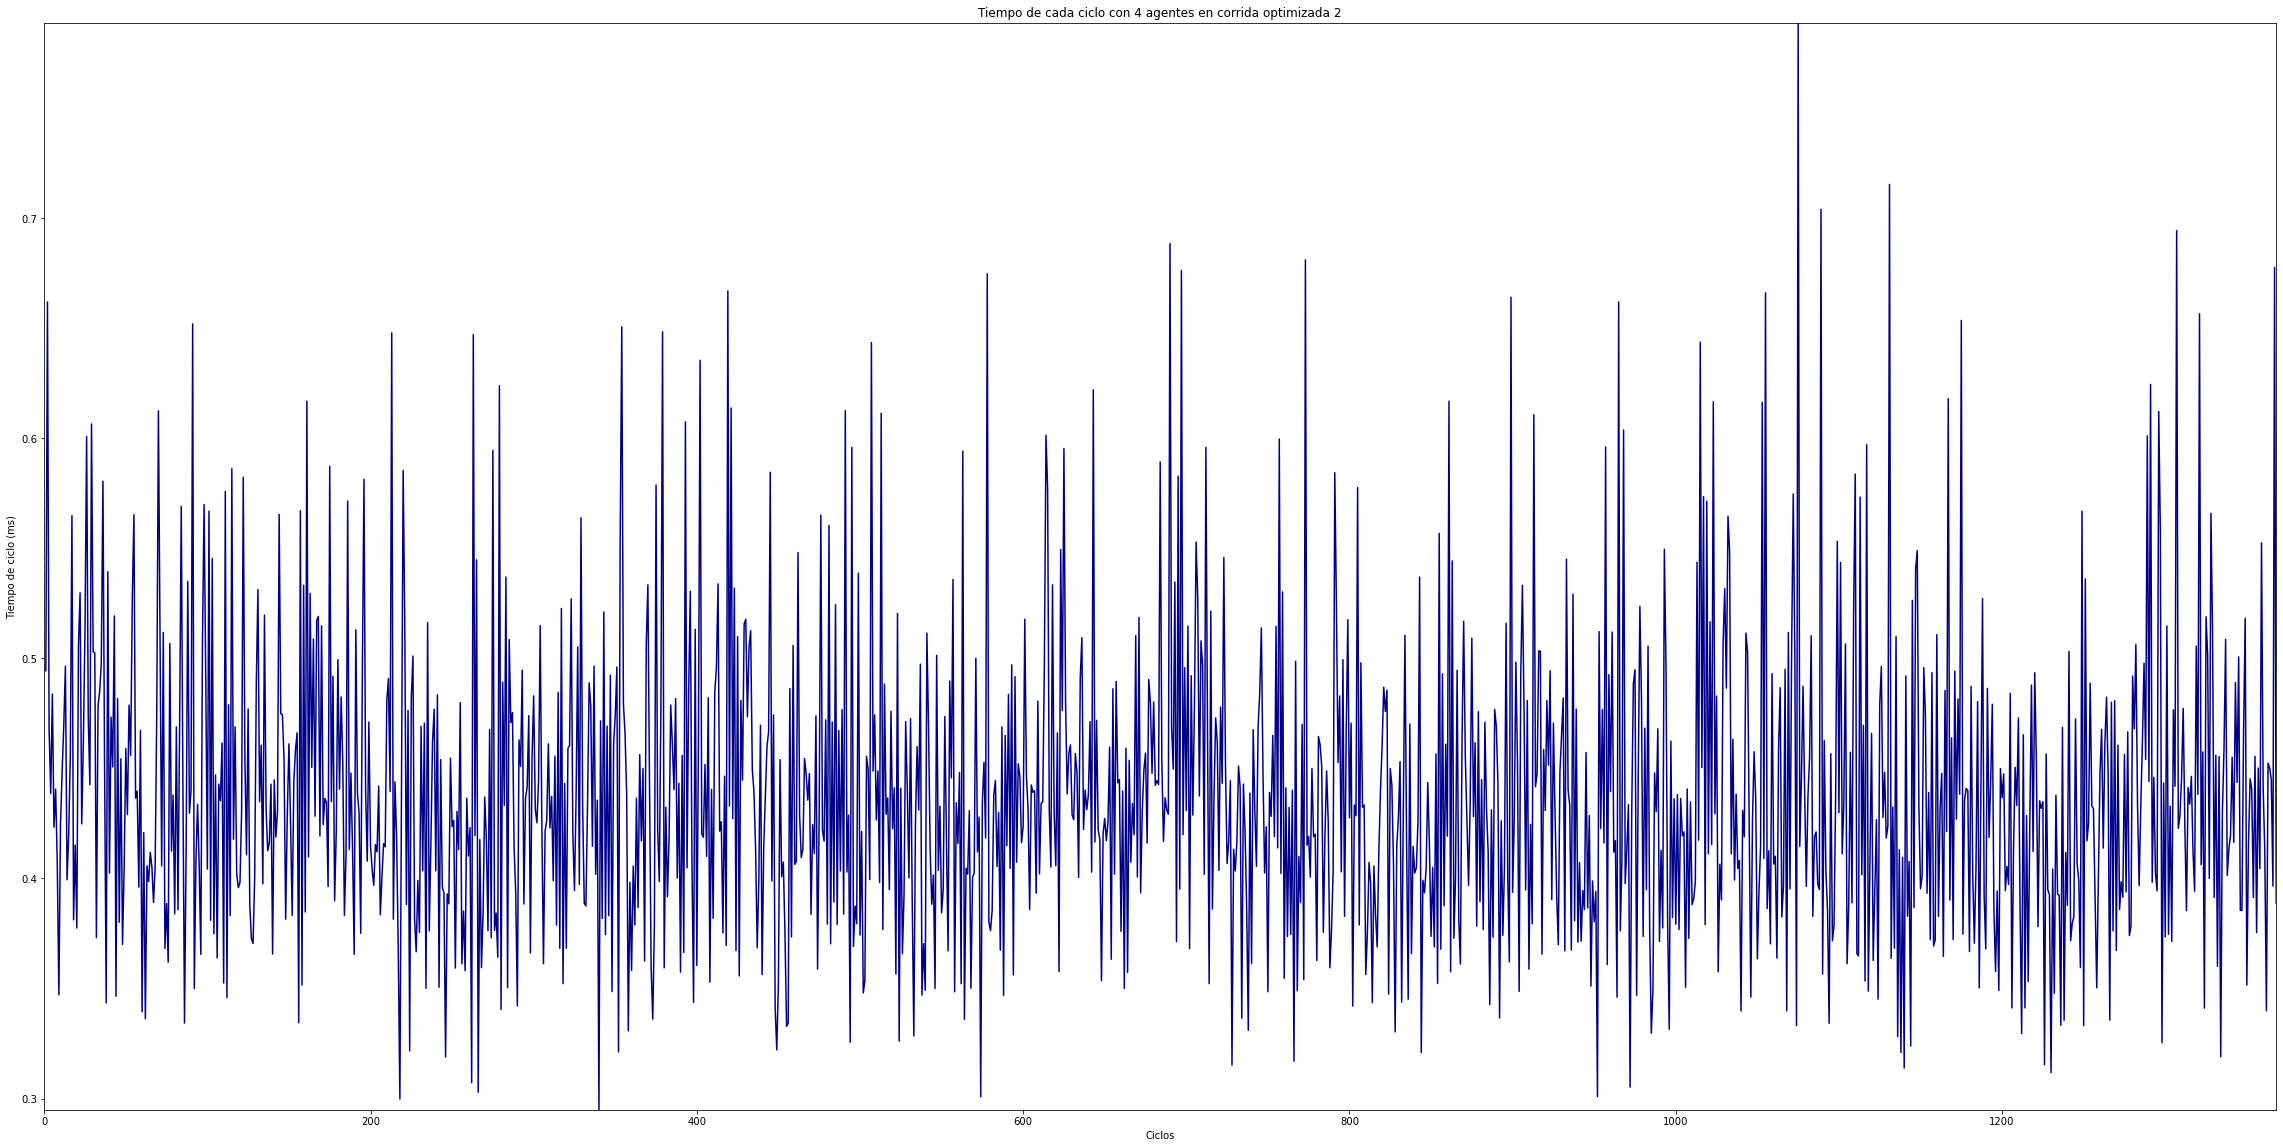 Tiempo de cada ciclo con 4 agentes en corrida optimizada 2
0.7
0.6
0.5
0.4
0.3
Tiempo de ciclo (ms)
0 200 400 600 800 1000 1200
Ciclos